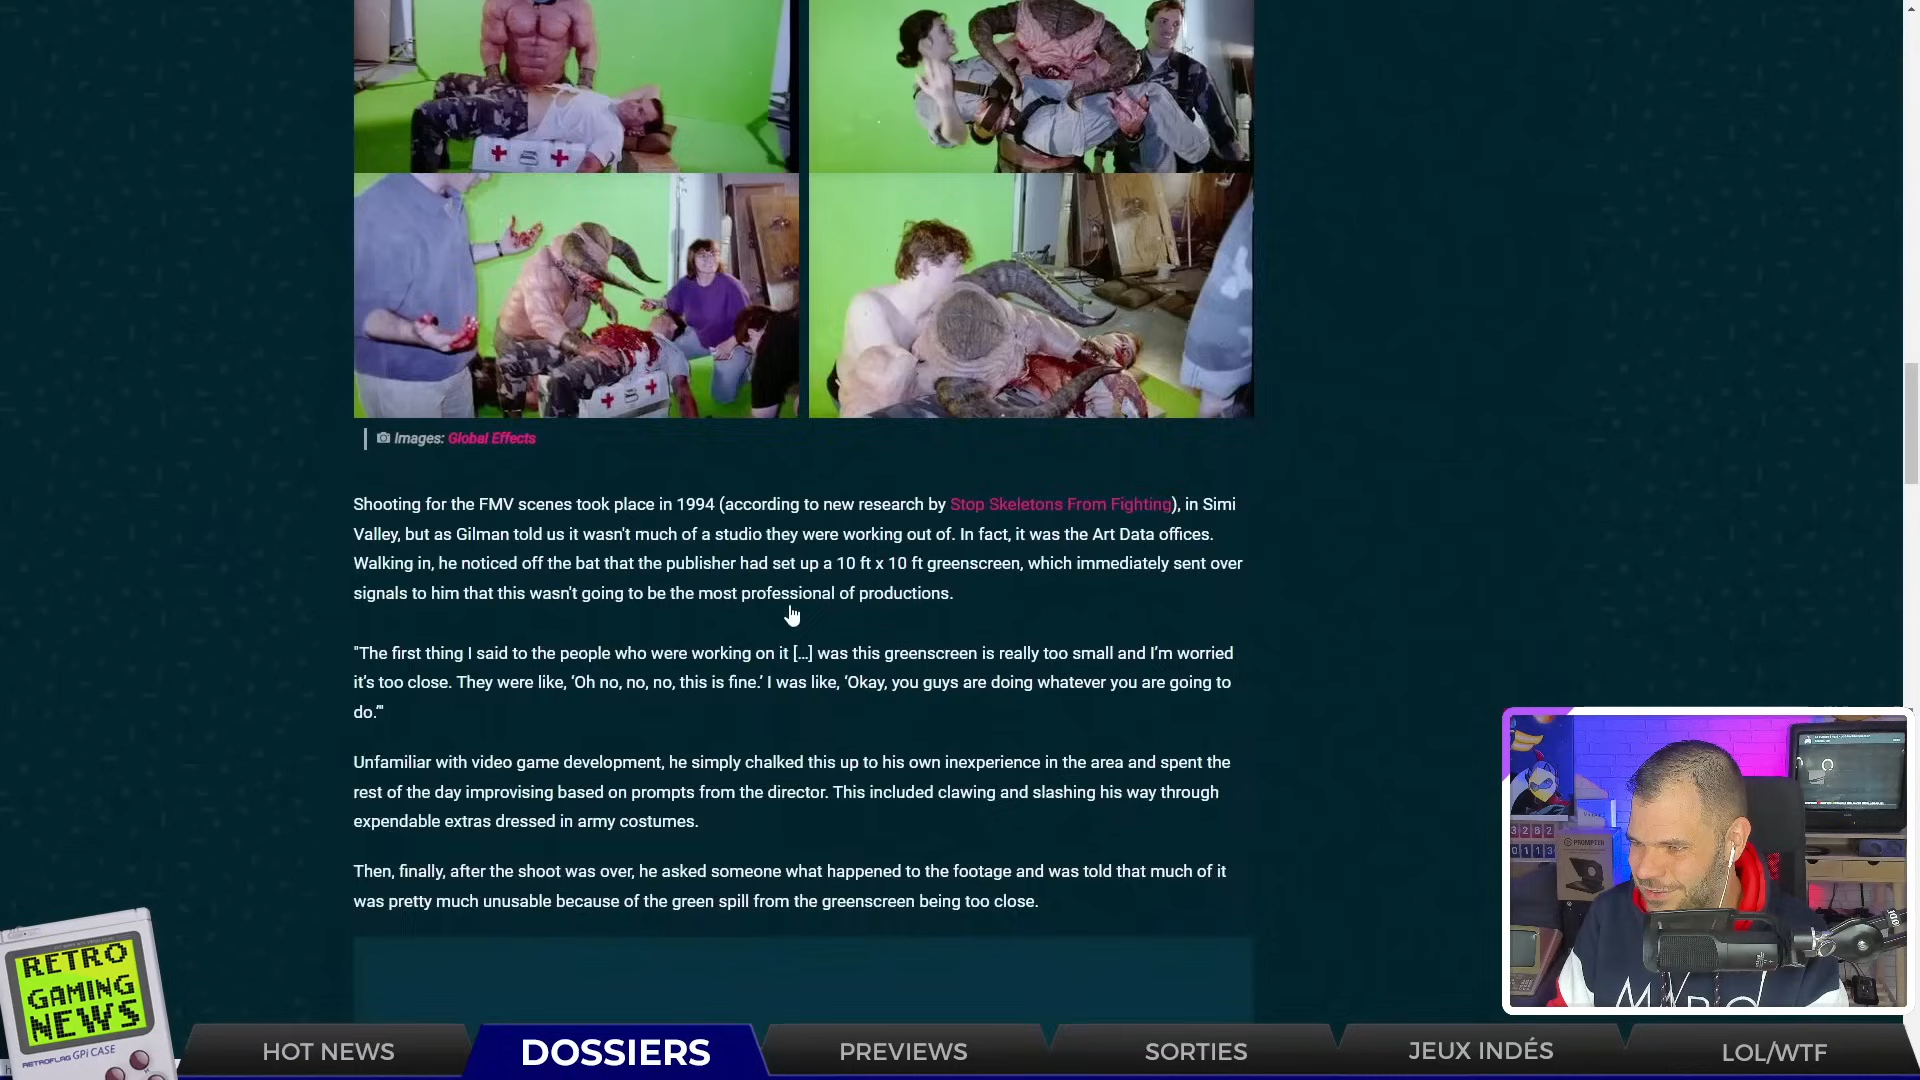 Images: Global Effects
Shooting for the FMV scenes took place in 1994 (according to new research by Stop Skeletons From Fighting), in Simi
Valley, but as Gilman told us it wasn't much of a studio they were working out of. In fact, it was the Art Data offices.
Walking in, he noticed off the bat that the publisher had set up a 10 ft x 10 ft greenscreen, which immediately sent over
signals to him that this wasn't going to be the most professional of productions.
"The first thing I said to the people who were working on it [...] was this greenscreen is really too small and I’m worried
it’s too close. They were like, ‘Oh no, no, no, this is fine.’ I was like, ‘Okay, you guys are doing whatever you are going to
do.’"
Unfamiliar with video game development, he simply chalked this up to his own inexperience in the area and spent the
rest of the day improvising based on prompts from the director. This included clawing and slashing his way through
expendable extras dressed in army costumes.
Then, finally, after the shoot was over, he asked someone what happened to the footage and was told that much of it
was pretty much unusable because of the green spill from the greenscreen being too close.
PROMPTER
3282
0113
RETRO
GAMING
NEWS
RETROFLAG GPi CASE
HOT NEWS
DOSSIERS
PREVIEWS
SORTIES
JEUX INDÉS
LOL/WTF